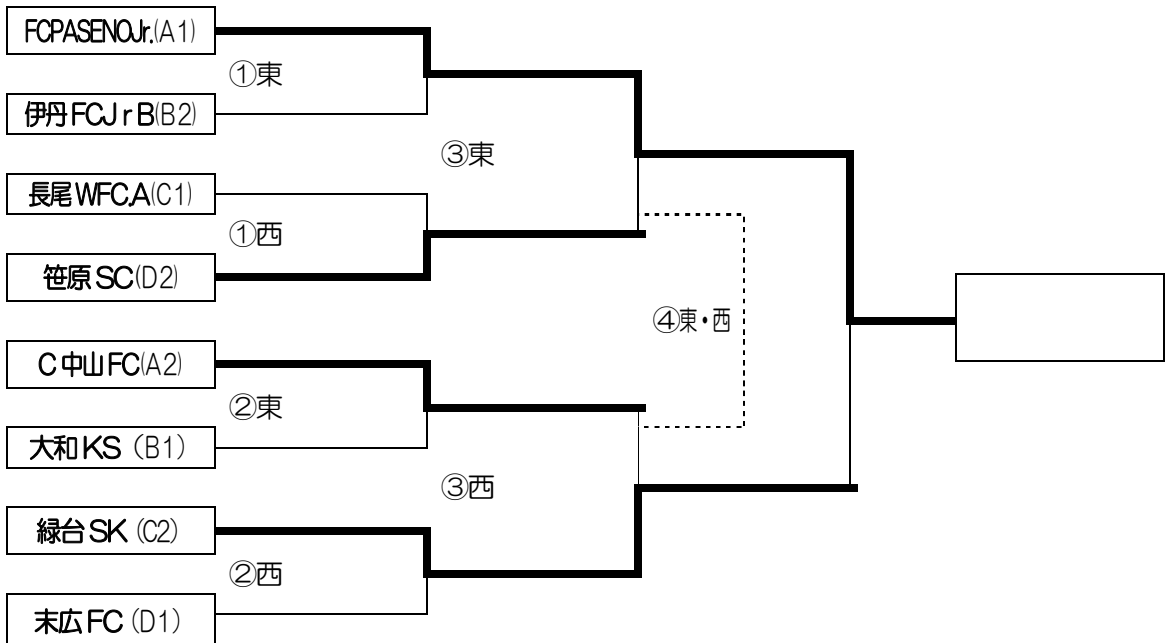 FCPASENOJr.(A1)
①東
伊丹FCJrB(B2)
③東
長尾WFC.A(C1)
①西
笹原SC(D2)
④東・西
C中山FC(A2)
②東
大和KS（B1）
③西
緑台SK（C2）
②西
末広FC（D1）